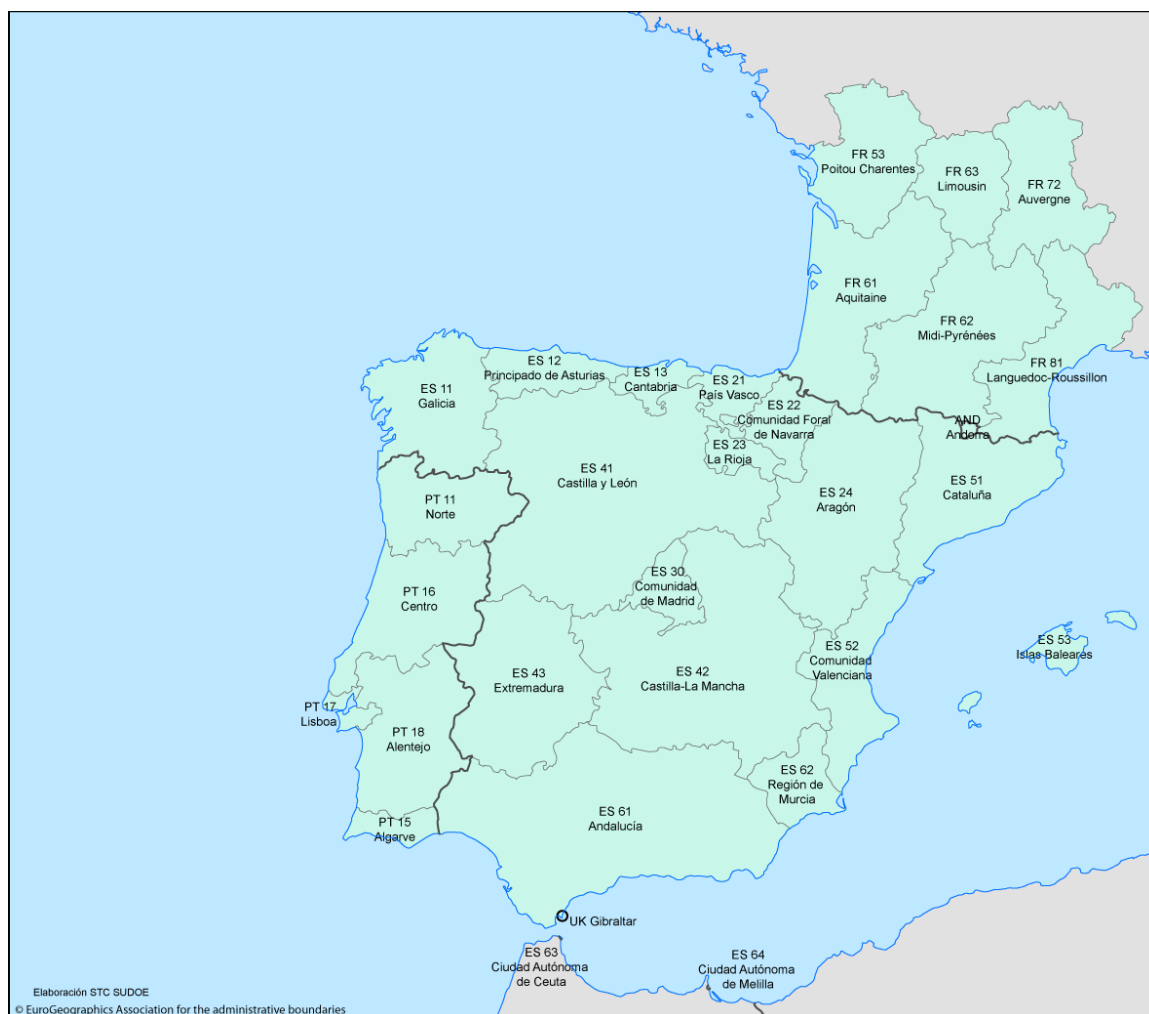 FR 53
Poitou Charentes
FR 63
Limousin
FR 72
Auvergne
FR 61
Aquitaine
FR 62
Midi-Pyrénées
FR 81
Languedoc-Roussillon
ES 11
Galicia
ES 12
Principado de Asturias
ES 13
Cantabria
ES 21
País Vasco
ES 22
Comunidad Foral
de Navarra
ES 23
La Rioja
AND
Andorra
ES 41
Castilla y León
ES 24
Aragón
ES 51
Cataluña
PT 11
Norte
ES 30
Comunidad
de Madrid
PT 16
Centro
ES 43
Extremadura
ES 42
Castilla-La Mancha
ES 52
Comunidad
Valenciana
ES 53
Islas Baleares
PT 17
Lisboa
PT 18
Alentejo
ES 62
Región de
Murcia
ES 61
Andalucía
PT 15
Algarve
UK Gibraltar
ES 63
Ciudad Autónoma
de Ceuta
ES 64
Ciudad Autónoma
de Melilla
Elaboración STC SUDOE
© EuroGeographics Association for the administrative boundaries